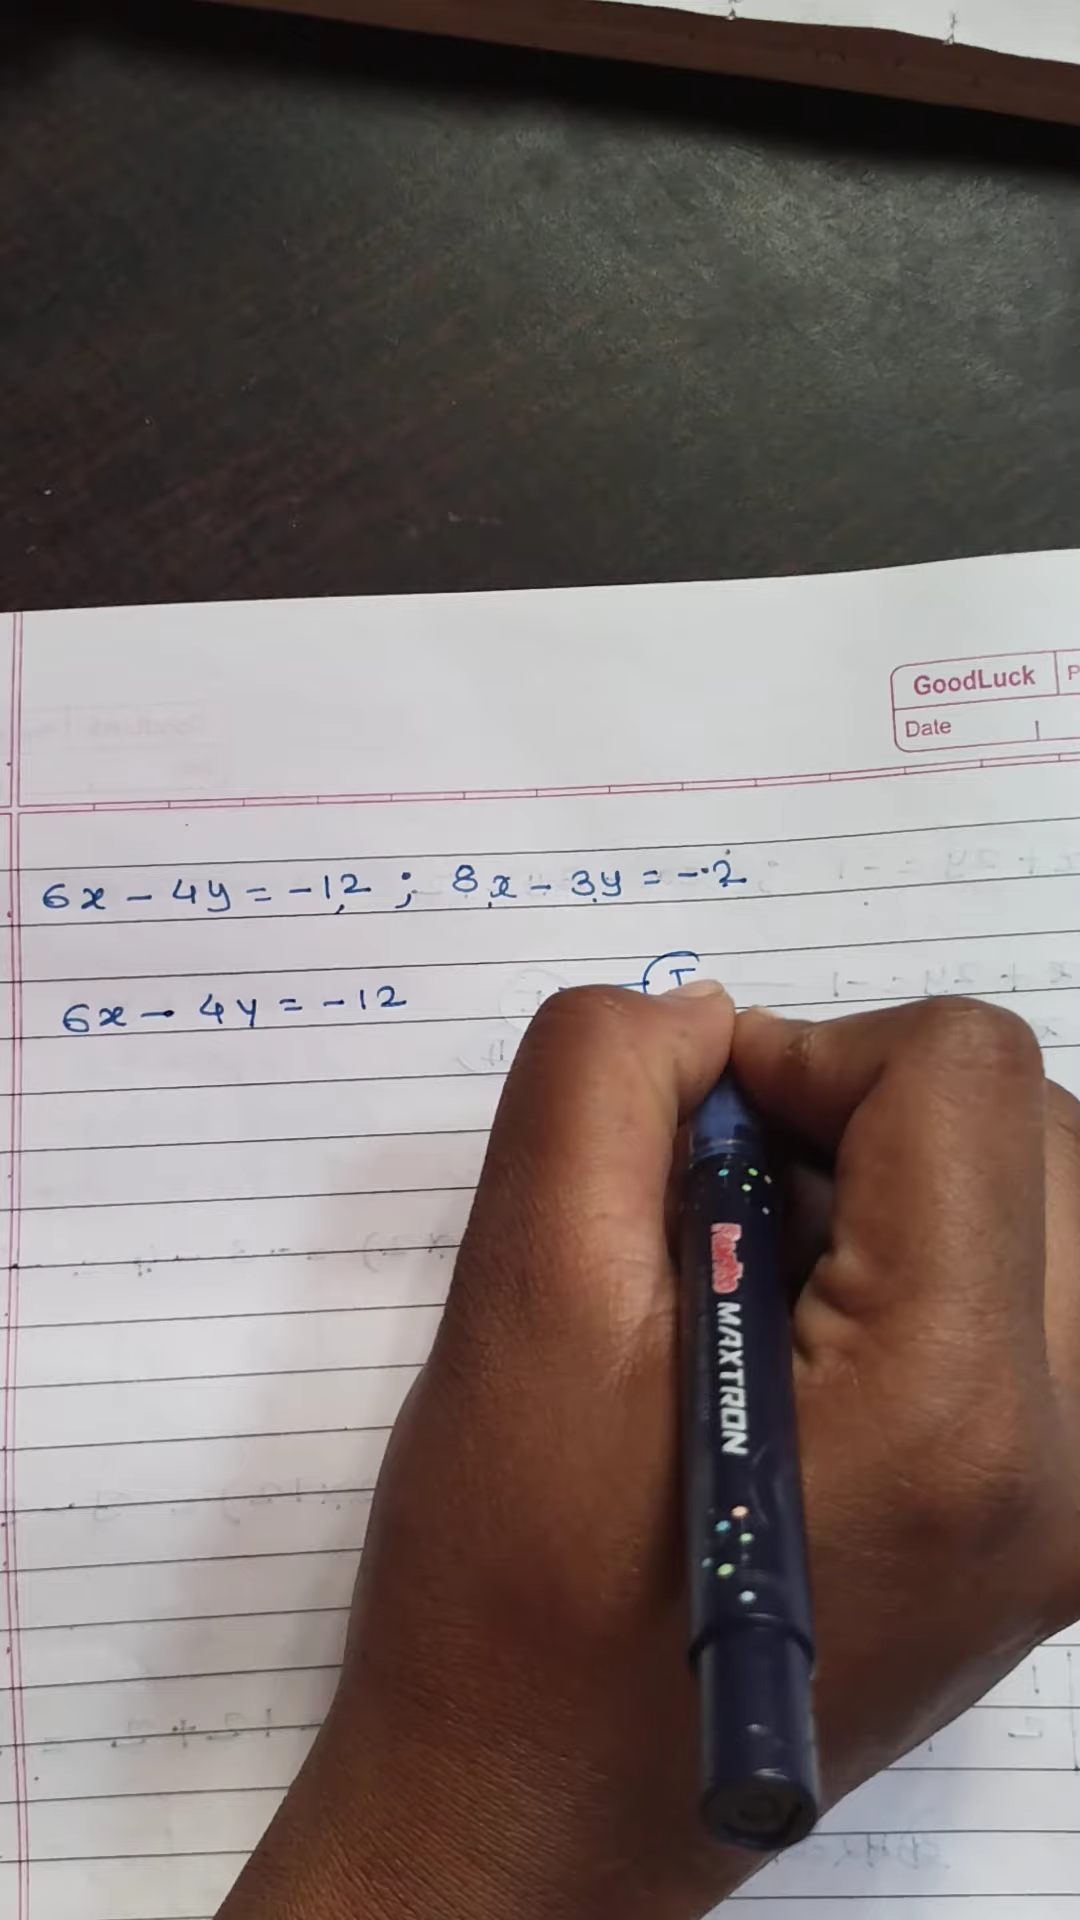 GoodLuck P
Date
6x - 4y = -12 ; 8x - 3y = -2
6x - 4y = -12 — I
MAXTRON